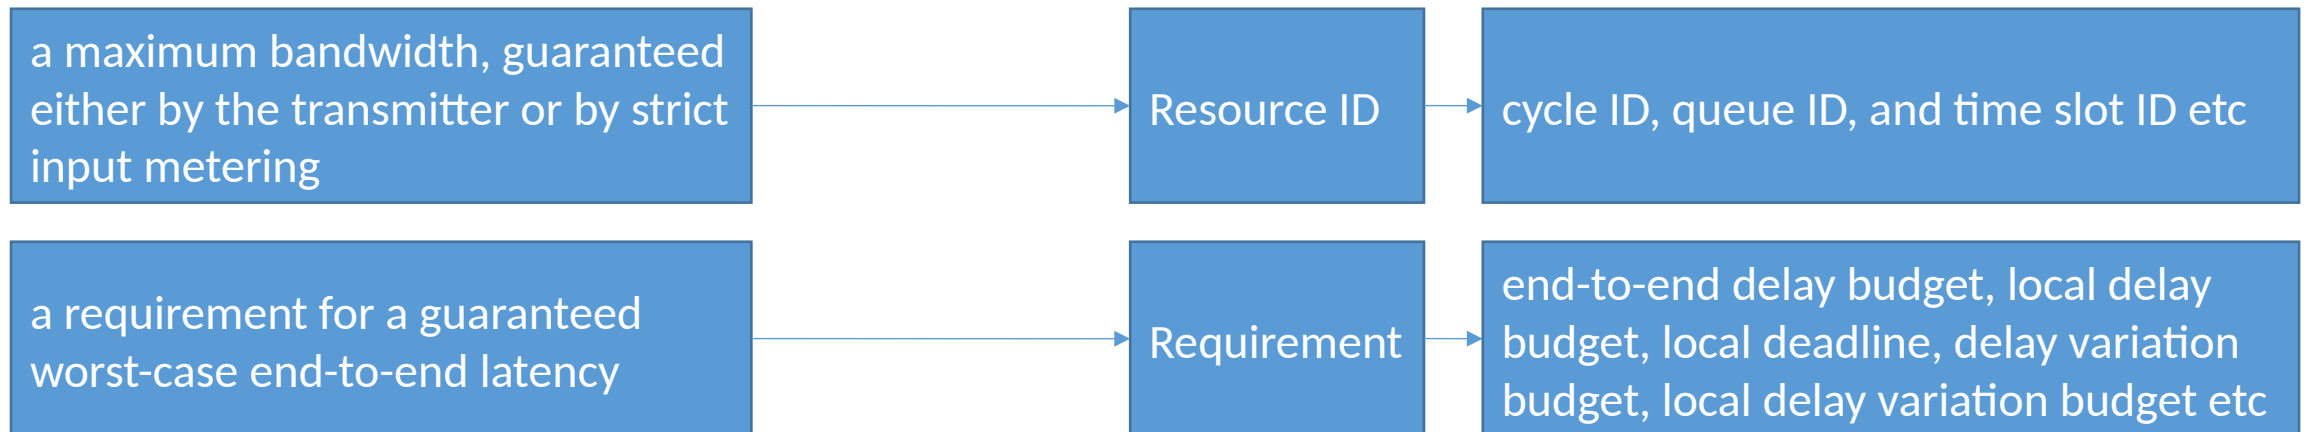 a maximum bandwidth, guaranteed
either by the transmitter or by strict
input metering
Resource ID
cycle ID, queue ID, and time slot ID etc
a requirement for a guaranteed
worst-case end-to-end latency
Requirement
end-to-end delay budget, local delay
budget, local deadline, delay variation
budget, local delay variation budget etc